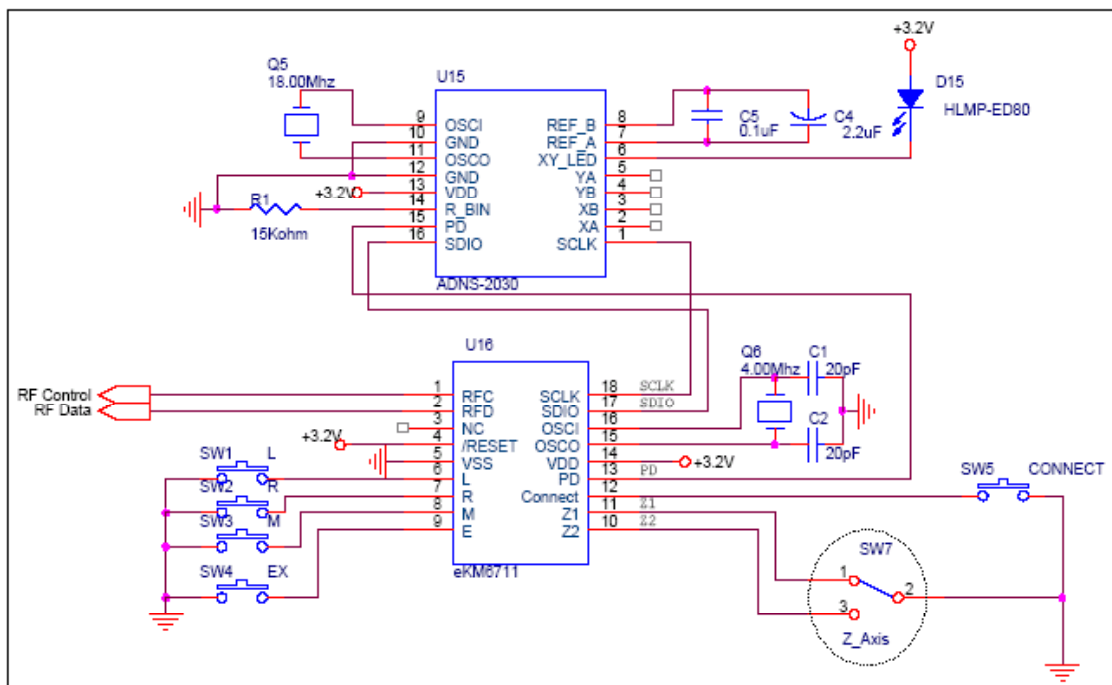 +3.2V
Q5
18.00Mhz
U15
D15
HLMP-ED80
9 OSCI
10 GND
11 OSCO
12 GND
+3.2V 13 VDD
14 R_BIN
15 PD
16 SDIO
REF_B 8
REF_A 7
XY_LED 6
YA 5
YB 4
XB 3
XA 2
SCLK 1
C5
0.1uF
C4
2.2uF
R1
15Kohm
ADNS-2030
U16
Q6
4.00Mhz
C1
20pF
C2
20pF
RF Control
RF Data
1 RFC
2 RFD
3 NC
+3.2V 4 /RESET
5 VSS
6 L
7 R
8 M
9 E
SCLK 18 SCLK
SDIO 17 SDIO
OSCI 16
OSCO 15
VDD 14 +3.2V
PD 13 PD
Connect 12
Z1 11 Z1
Z2 10 Z2
SW1 L
SW2 R
SW3 M
SW4 EX
eKM6711
SW5 CONNECT
SW7
1
2
3
Z_Axis